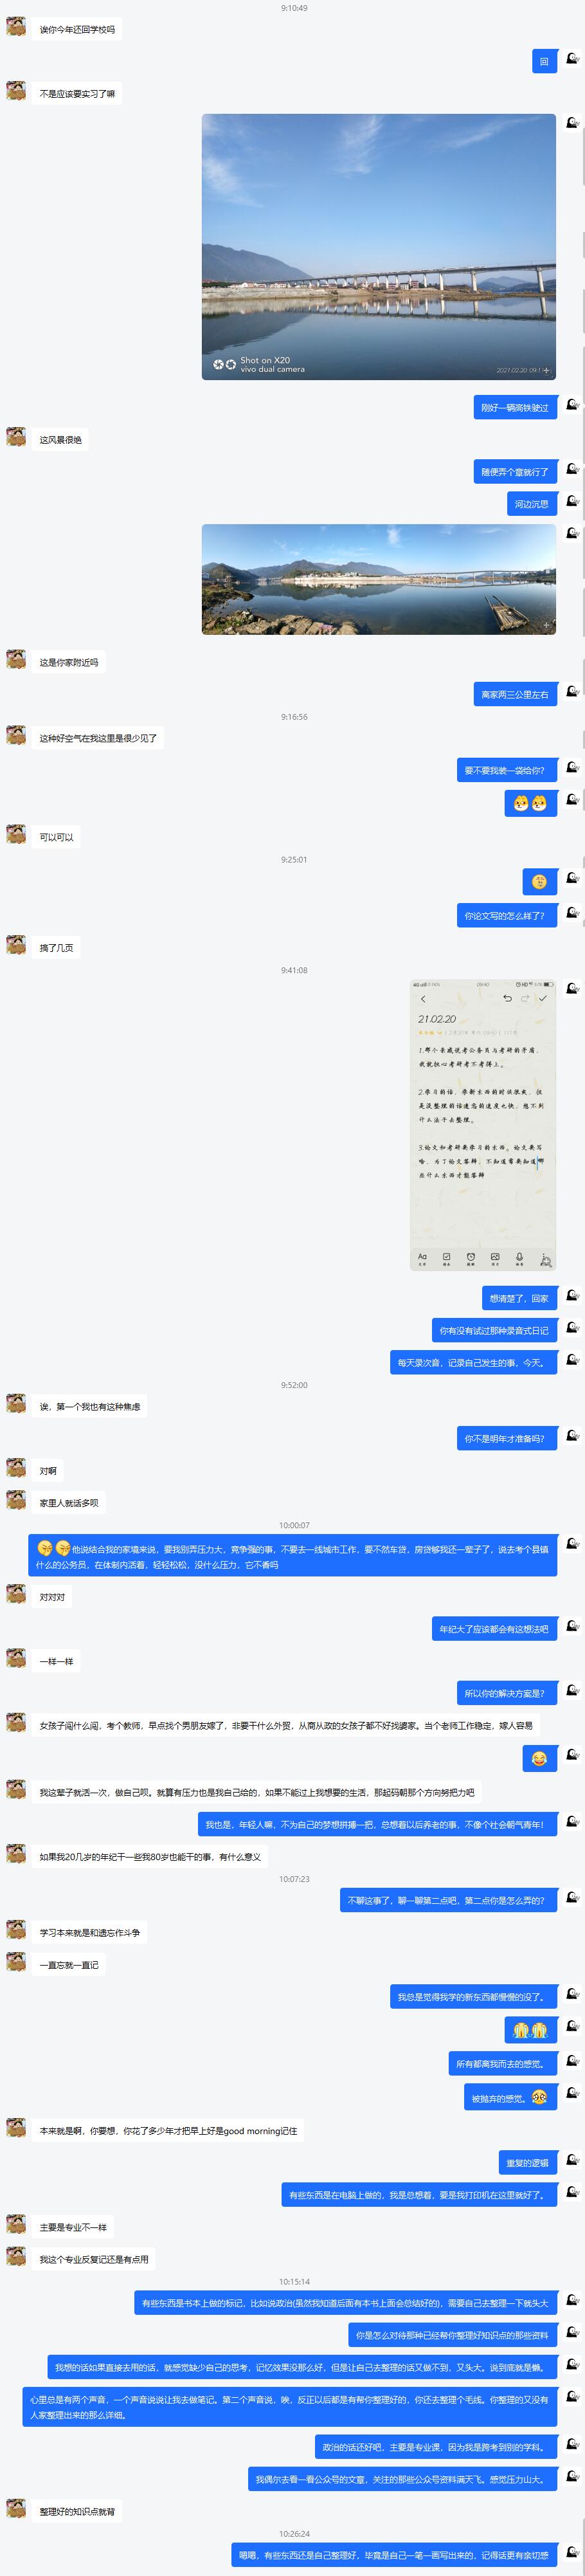 9:10:49
诶你今年还回学校吗
回
不是应该要实习了嘛
Shot on X20
vivo dual camera
2021.02.20 09:1
刚好一辆高铁驶过
这风景很绝
随便弄个章就行了
河边沉思
这是你家附近吗
离家两三公里左右
9:16:56
这种好空气在我这里是很少见了
要不要我装一袋给你?
可以可以
9:25:01
你论文写的怎么样了?
搞了几页
9:41:08
21.02.20
1.那个亲戚说考公务员与考研的矛盾,
我就担心考研考不考得上。
2.学习的话,学新东西的时候很栽,但
是没整理的话遗忘的速度也快,想不到
什么法子去整理。
3.论文和考研要学习的东西。论文要写
啥,为了论文答辩,不知道需要知道哪
些什么东西才能答辩
Aa
想清楚了,回家
你有没有试过那种录音式日记
每天录次音,记录自己发生的事,今天。
9:52:00
诶,第一个我也有这种焦虑
你不是明年才准备吗?
对啊
家里人就话多呗
10:00:07
他说结合我的家境来说,要我别弄压力大,竞争强的事,不要去一线城市工作,要不然车贷,房贷够我还一辈子了,说去考个县镇
什么的公务员,在体制内活着,轻轻松松,没什么压力,它不香吗
对对对
年纪大了应该都会有这想法吧
一样一样
所以你的解决方案是?
女孩子闯什么闯,考个教师,早点找个男朋友嫁了,非要干什么外贸,从商从政的女孩子都不好找婆家。当个老师工作稳定,嫁人容易
我这辈子就活一次,做自己呗。就算有压力也是我自己给的,如果不能过上我想要的生活,那起码朝那个方向努把力吧
我也是,年轻人嘛,不为自己的梦想拼搏一把,总想着以后养老的事,不像个社会朝气青年!
如果我20几岁的年纪干一些我80岁也能干的事,有什么意义
10:07:23
不聊这事了,聊一聊第二点吧,第二点你是怎么弄的?
学习本来就是和遗忘作斗争
一直忘就一直记
我总是觉得我学的新东西都慢慢的没了。
所有都离我而去的感觉。
被抛弃的感觉。
本来就是啊,你要想,你花了多少年才把早上好是good morning记住
重复的逻辑
有些东西是在电脑上做的,我是总想着,要是我打印机在这里就好了。
主要是专业不一样
我这个专业反复记还是有点用
10:15:14
有些东西是书本上做的标记,比如说政治(虽然我知道后面有本书上面会总结好的),需要自己去整理一下就头大
你是怎么对待那种已经帮你整理好知识点的那些资料
我想的话如果直接去用的话,就感觉缺少自己的思考,记忆效果没那么好,但是让自己去整理的话又做不到,又头大。说到底就是懒。
心里总是有两个声音,一个声音说说让我去做笔记。第二个声音说,唉,反正以后都是有帮你整理好的,你还去整理个毛线。你整理的又没有
人家整理出来的那么详细。
政治的话还好吧,主要是专业课,因为我是跨考到别的学科。
我偶尔去看一看公众号的文章,关注的那些公众号资料满天飞。感觉压力山大。
整理好的知识点就背
10:26:24
嗯嗯,有些东西还是自己整理好,毕竟是自己一笔一画写出来的,记得话更有亲切感